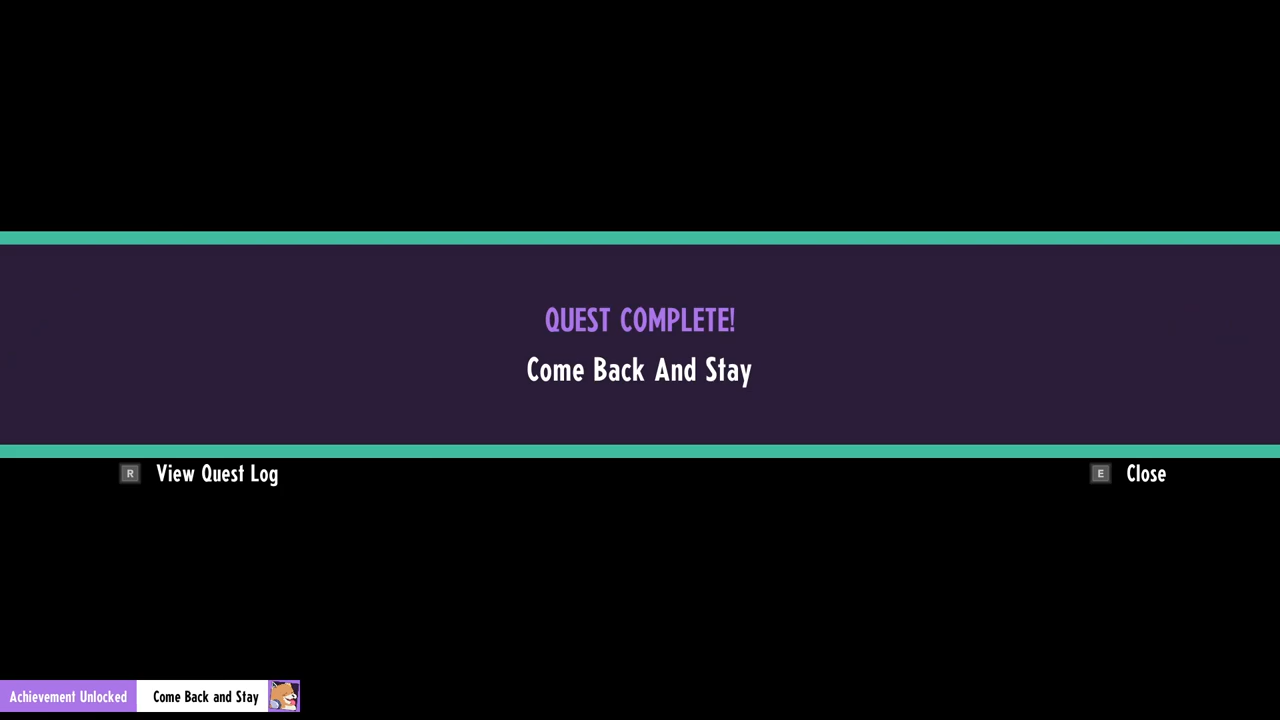 QUEST COMPLETE!
Come Back And Stay
R View Quest Log
E Close
Achievement Unlocked Come Back and Stay